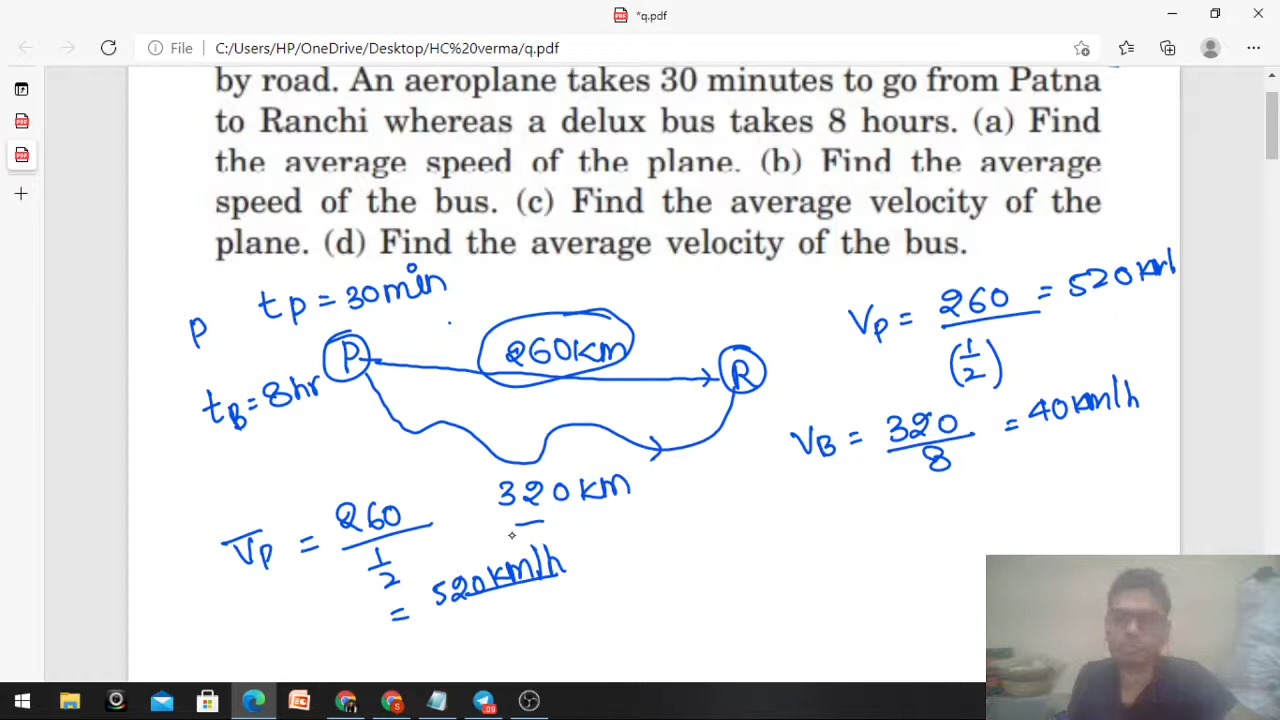 *q.pdf
File C:/Users/HP/OneDrive/Desktop/HC%20verma/q.pdf
by road. An aeroplane takes 30 minutes to go from Patna
to Ranchi whereas a delux bus takes 8 hours. (a) Find
the average speed of the plane. (b) Find the average
speed of the bus. (c) Find the average velocity of the
plane. (d) Find the average velocity of the bus.
tp = 30min
P
P 260KM R
tB = 8hr
320KM
Vp = 260 / (1/2) = 520KM
VB = 320 / 8 = 40KM/h
V̅p = 260 / 1/2
= 520KM/h